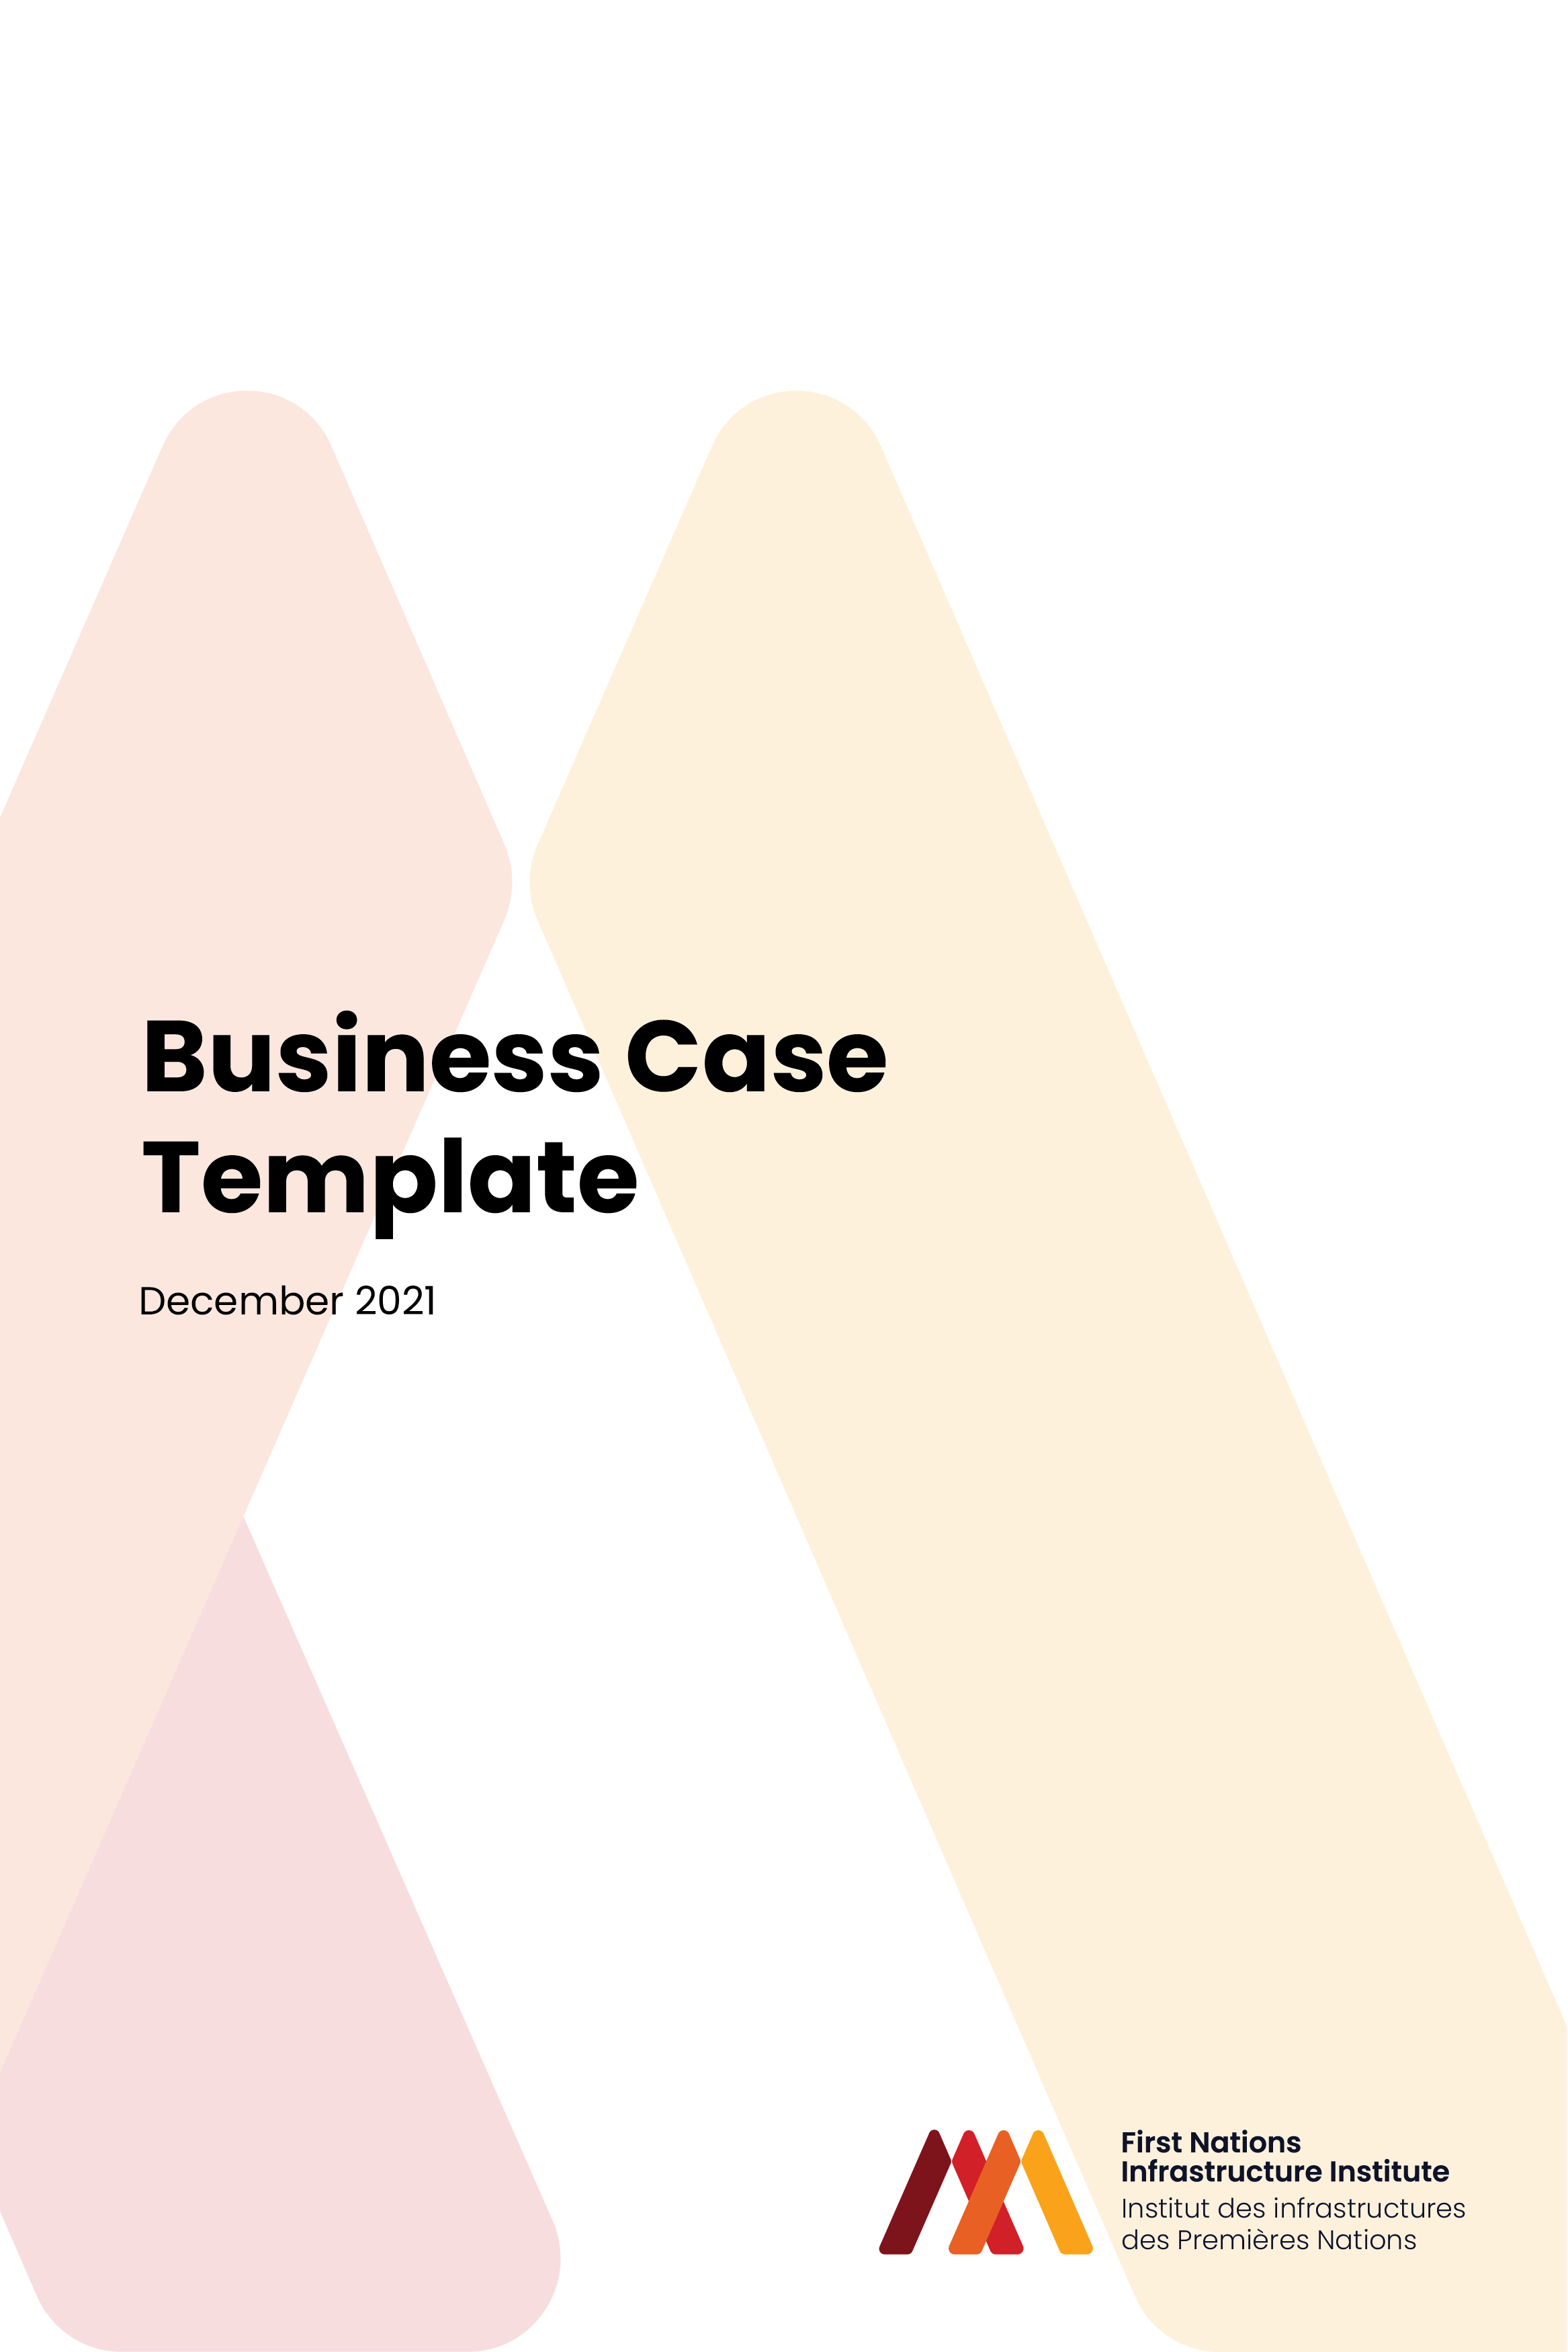 Business Case
Template
December 2021
First Nations
Infrastructure Institute
Institut des infrastructures
des Premières Nations